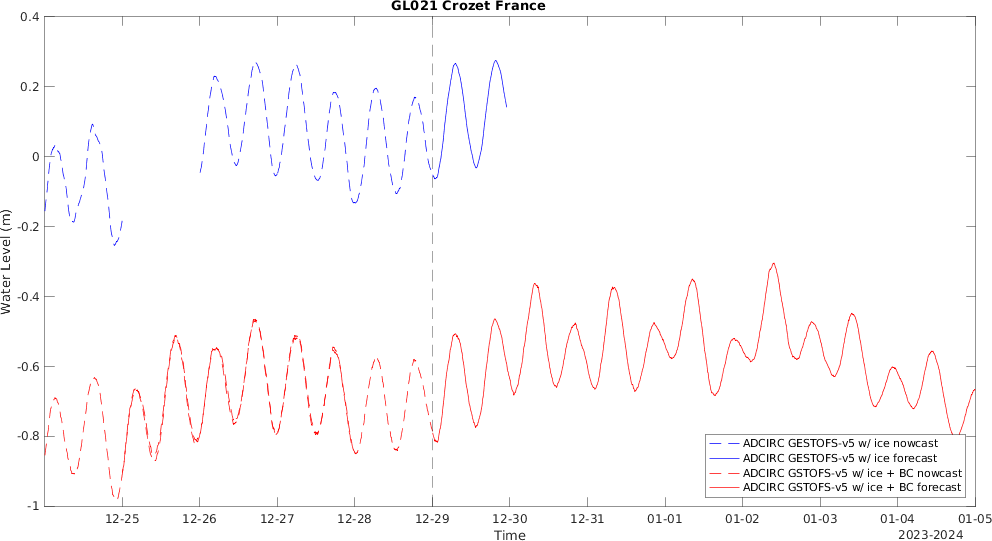 GL021 Crozet France
0.4
0.2
0
-0.2
-0.4
-0.6
-0.8
-1
Water Level (m)
ADCIRC GESTOFS-v5 w/ ice nowcast
ADCIRC GESTOFS-v5 w/ ice forecast
ADCIRC GSTOFS-v5 w/ ice + BC nowcast
ADCIRC GSTOFS-v5 w/ ice + BC forecast
12-25 12-26 12-27 12-28 12-29 12-30 12-31 01-01 01-02 01-03 01-04 01-05
Time
2023-2024